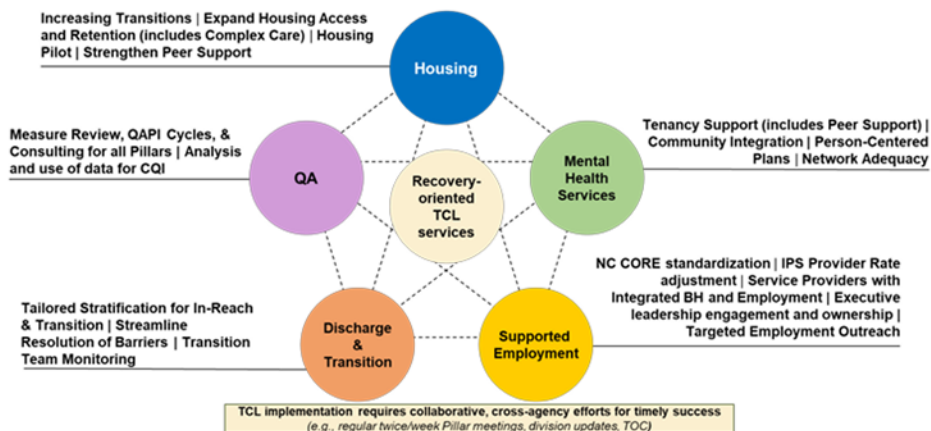 Increasing Transitions | Expand Housing Access
and Retention (includes Complex Care) | Housing
Pilot | Strengthen Peer Support
Housing
Measure Review, QAPI Cycles, &
Consulting for all Pillars | Analysis
and use of data for CQI
QA
Recovery-
oriented
TCL
services
Mental
Health
Services
Tenancy Support (includes Peer Support) |
Community Integration | Person-Centered
Plans | Network Adequacy
Tailored Stratification for In-Reach
& Transition | Streamline
Resolution of Barriers | Transition
Team Monitoring
Discharge
&
Transition
Supported
Employment
NC CORE standardization | IPS Provider Rate
adjustment | Service Providers with
Integrated BH and Employment | Executive
leadership engagement and ownership |
Targeted Employment Outreach
TCL implementation requires collaborative, cross-agency efforts for timely success
(e.g., regular twice/week Pillar meetings, division updates, TOC)